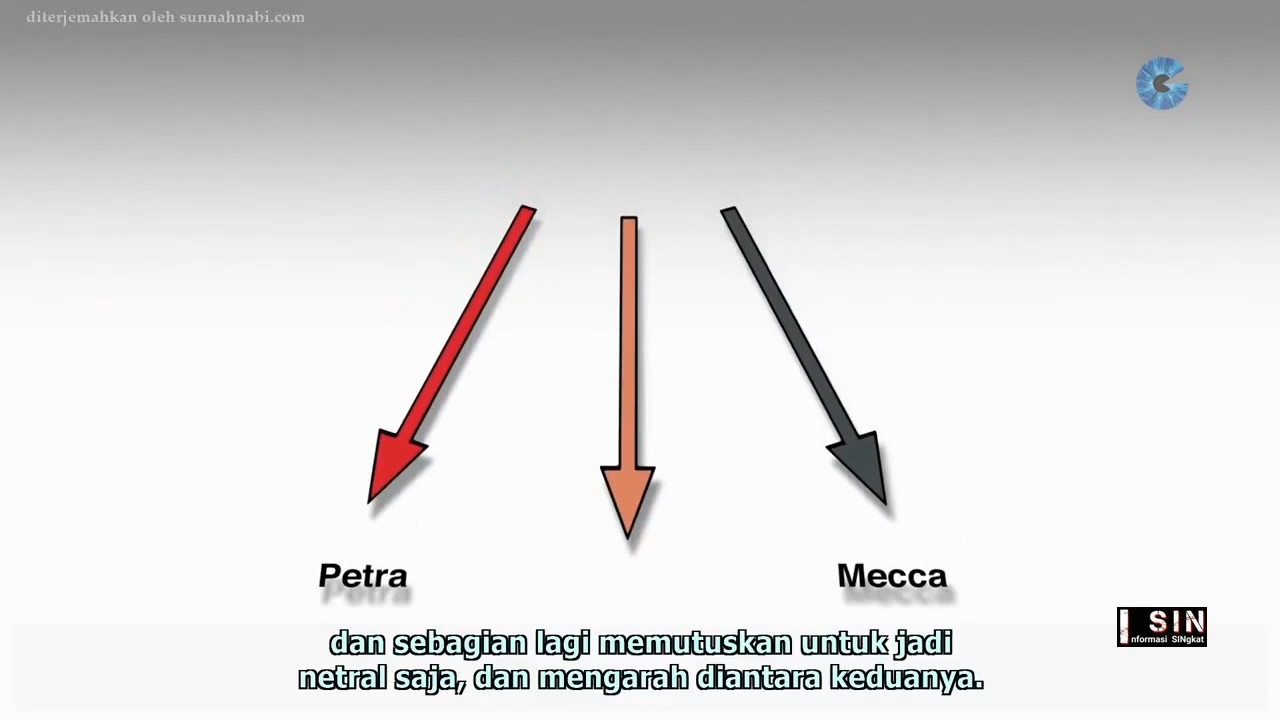 diterjemahkan oleh sunnahnabi.com
Petra
Mecca
I SIN
nformasi SINgkat
dan sebagian lagi memutuskan untuk jadi
netral saja, dan mengarah diantara keduanya.